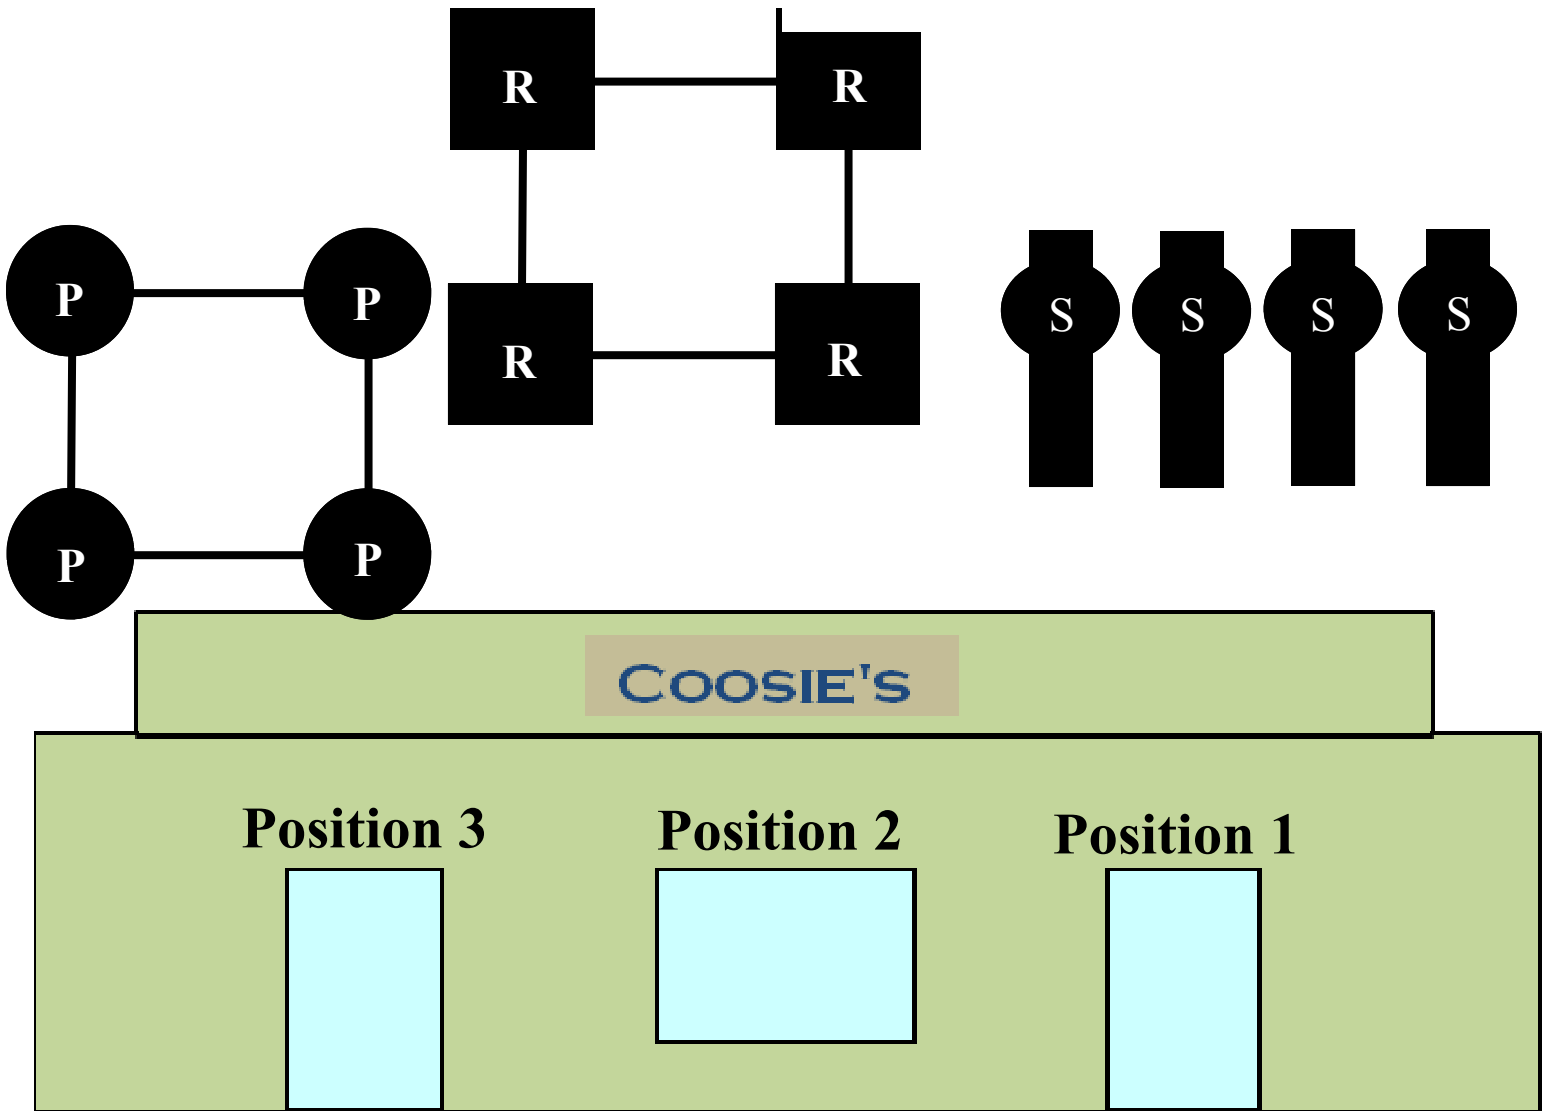 R R
R R
P P
P P
S S S S
COOSIE'S
Position 3 Position 2 Position 1